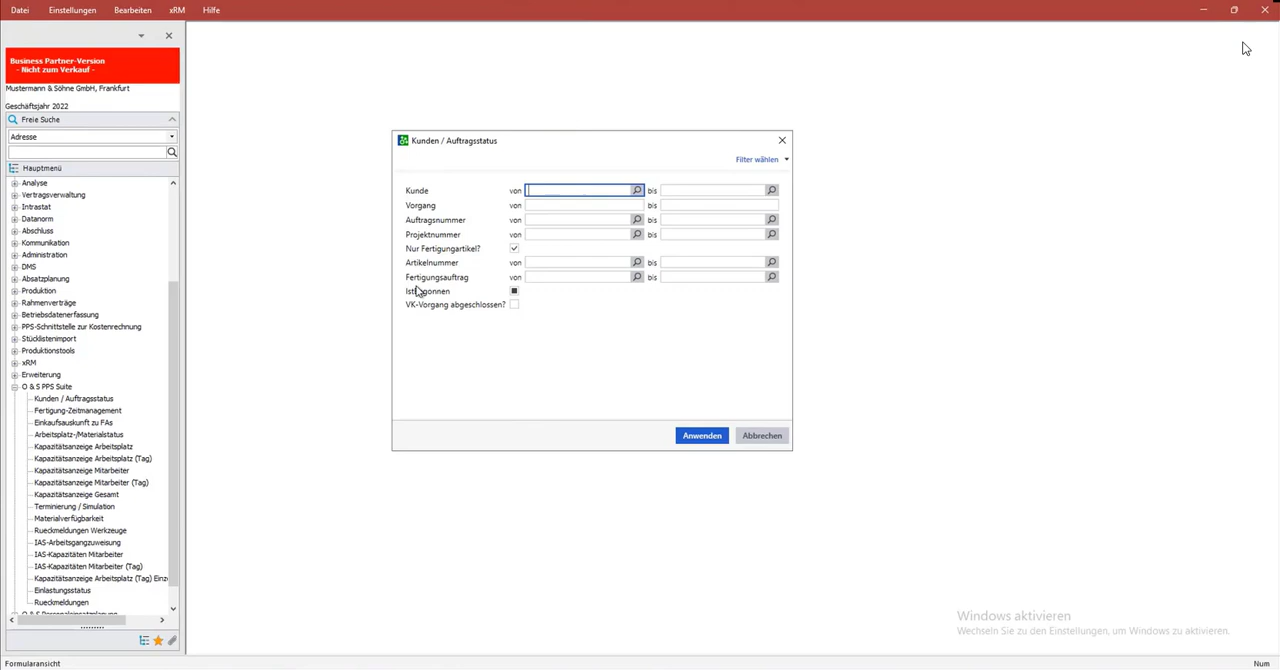 Datei Einstellungen Bearbeiten xRM Hilfe
Business Partner-Version
- Nicht zum Verkauf -
Mustermann & Söhne GmbH, Frankfurt
Geschäftsjahr 2022
Freie Suche
Adresse
Hauptmenü
Analyse
Vertragsverwaltung
Intrastat
Datanorm
Abschluss
Kommunikation
Administration
DMS
Absatzplanung
Produktion
Rahmenverträge
Betriebsdatenerfassung
PPS-Schnittstelle zur Kostenrechnung
Stücklistenimport
Produktionstools
xRM
Erweiterung
O & S PPS Suite
Kunden / Auftragsstatus
Fertigung-Zeitmanagement
Einkaufsauskunft zu FAs
Arbeitsplatz-/Materialstatus
Kapazitätsanzeige Arbeitsplatz
Kapazitätsanzeige Arbeitsplatz (Tag)
Kapazitätsanzeige Mitarbeiter
Kapazitätsanzeige Mitarbeiter (Tag)
Kapazitätsanzeige Gesamt
Terminierung / Simulation
Materialverfügbarkeit
Rueckmeldungen Werkzeuge
IAS-Arbeitsgangzuweisung
IAS-Kapazitäten Mitarbeiter
IAS-Kapazitäten Mitarbeiter (Tag)
Kapazitätsanzeige Arbeitsplatz (Tag) Einz
Einlastungsstatus
Rueckmeldungen
O & S Personaleinsatzplanung
Kunden / Auftragsstatus
Filter wählen
Kunde von bis
Vorgang von bis
Auftragsnummer von bis
Projektnummer von bis
Nur Fertigungartikel?
Artikelnummer von bis
Fertigungsauftrag von bis
onnen
VK-Vorgang abgeschlossen?
Anwenden Abbrechen
Windows aktivieren
Wechseln Sie zu den Einstellungen, um Windows zu aktivieren.
Formularansicht Num